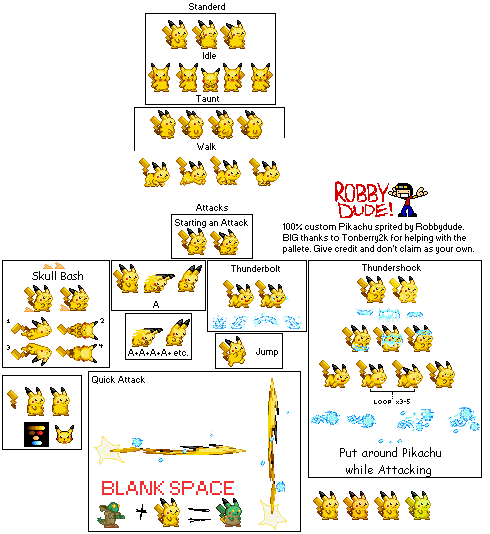 Standerd
Idle
Taunt
Walk
Attacks
Starting an Attack
ROBBY
DUDE!
100% custom Pikachu sprited by Robbydude.
BIG thanks to Tonberry2k for helping with the
pallete. Give credit and don't claim as your own.
Skull Bash
1
2
3
4
A
A+A+A+A+ etc.
Thunderbolt
Jump
Thundershock
LOOP x3-5
Put around Pikachu
while Attacking
Quick Attack
BLANK SPACE
+
=